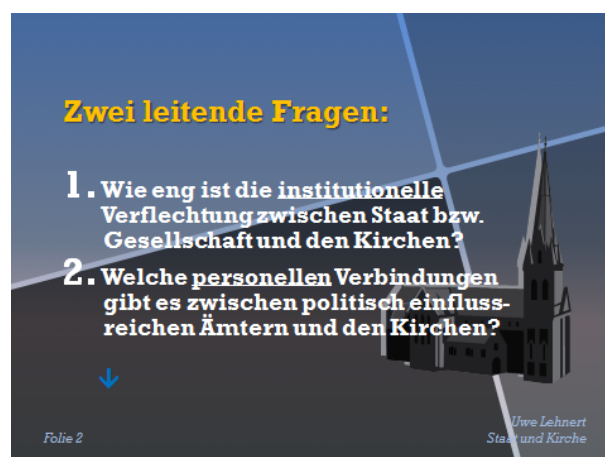 Zwei leitende Fragen:
1. Wie eng ist die institutionelle
Verflechtung zwischen Staat bzw.
Gesellschaft und den Kirchen?
2. Welche personellen Verbindungen
gibt es zwischen politisch einfluss-
reichen Ämtern und den Kirchen?
Folie 2
Uwe Lehnert
Staat und Kirche